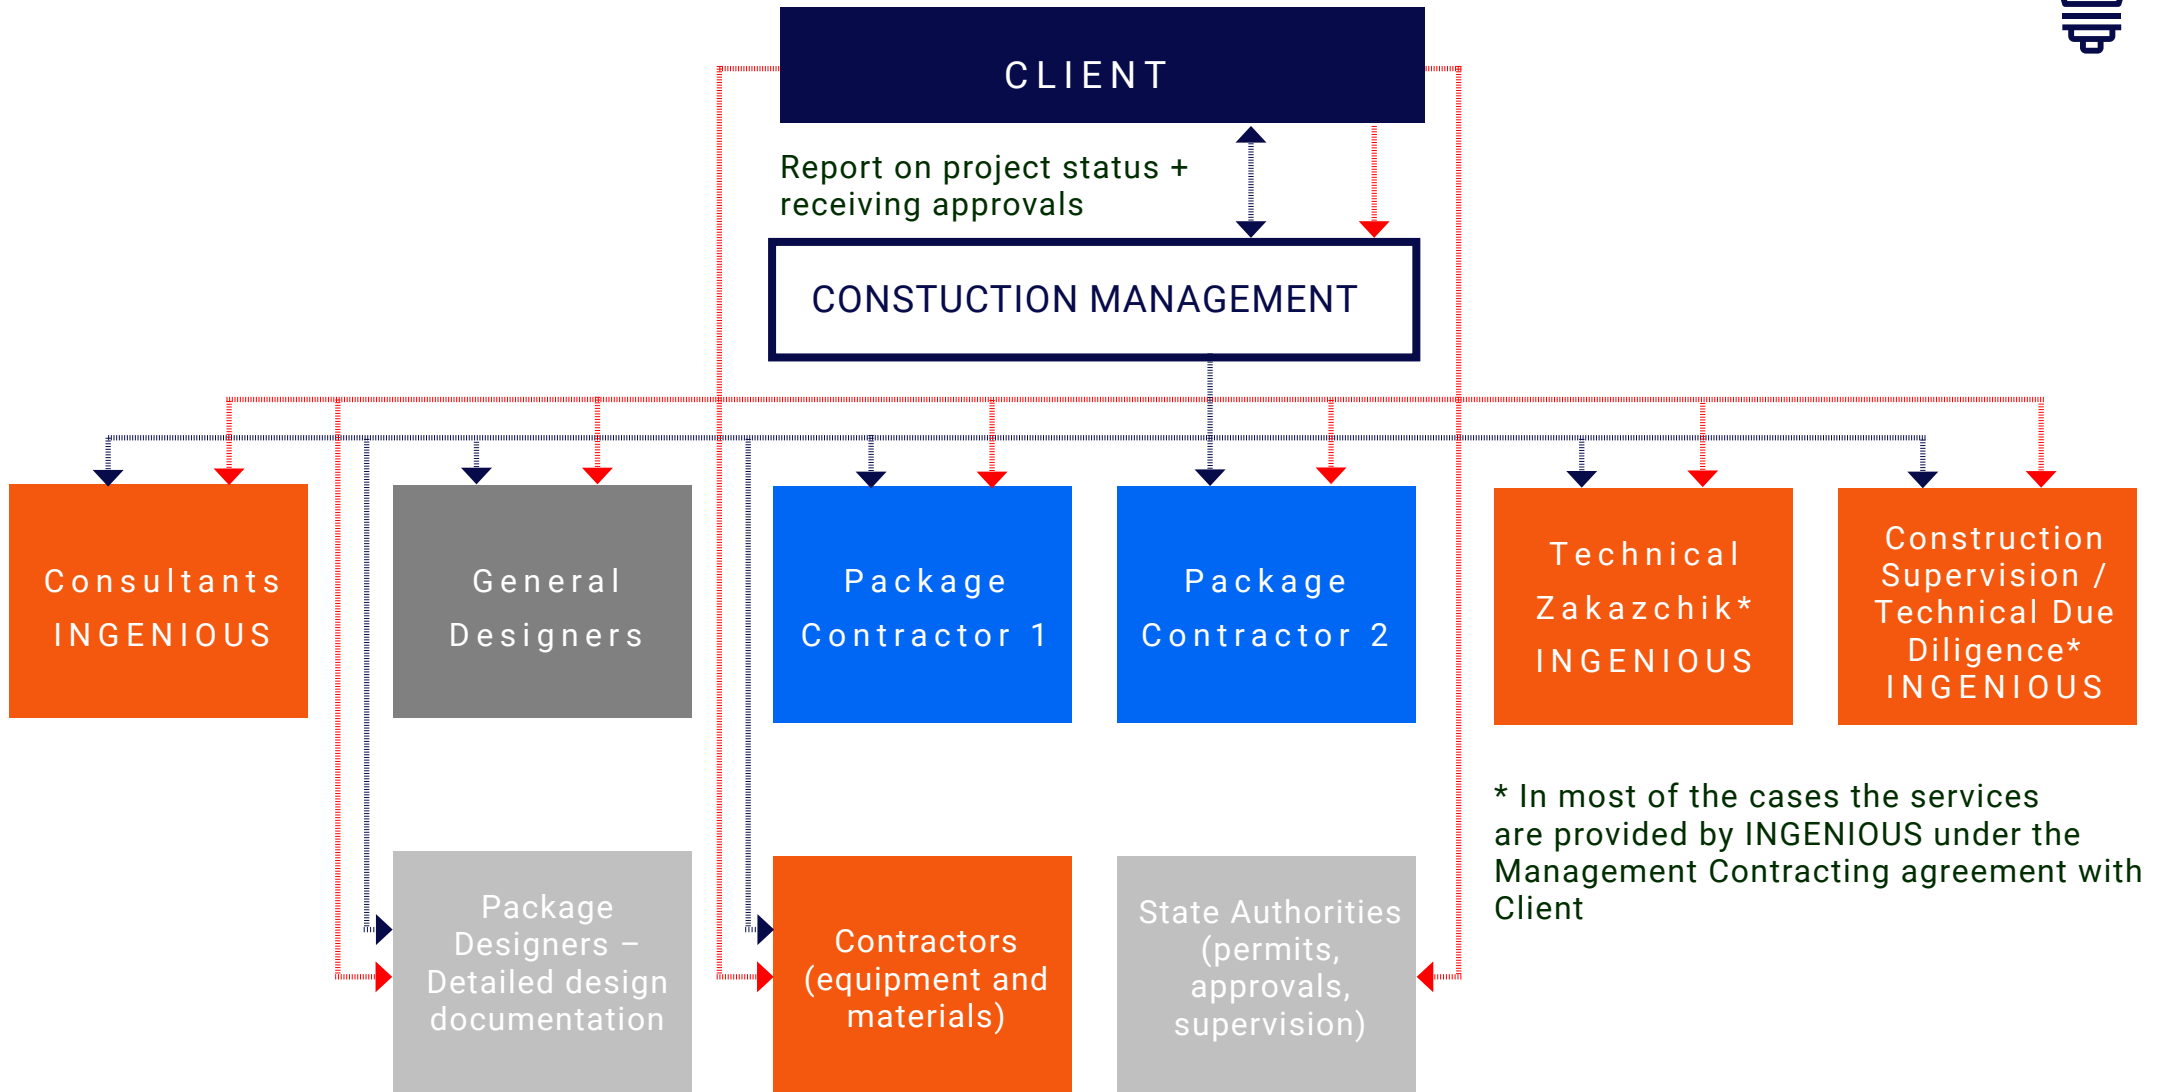 CLIENT
Report on project status +
receiving approvals
CONSTUCTION MANAGEMENT
Consultants
INGENIOUS
General
Designers
Package
Contractor 1
Package
Contractor 2
Technical
Zakazchik*
INGENIOUS
Construction
Supervision /
Technical Due
Diligence*
INGENIOUS
* In most of the cases the services
are provided by INGENIOUS under the
Management Contracting agreement with
Client
Package
Designers –
Detailed design
documentation
Contractors
(equipment and
materials)
State Authorities
(permits,
approvals,
supervision)